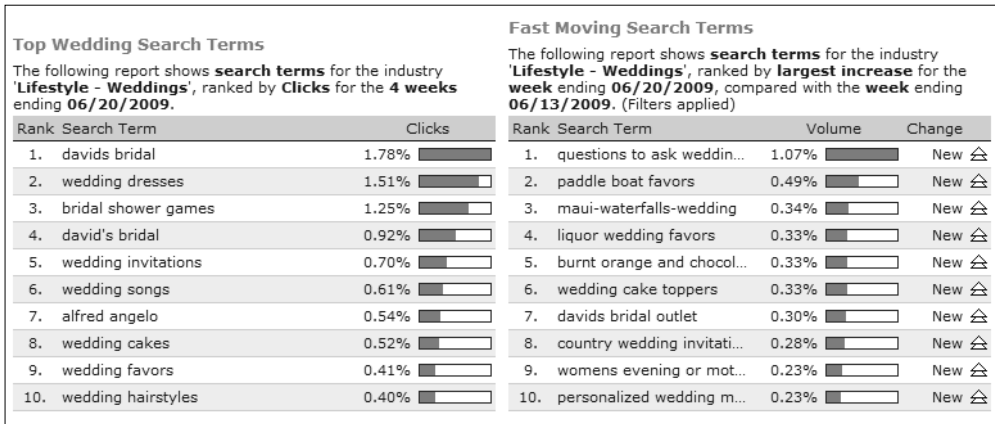 Top Wedding Search Terms
The following report shows search terms for the industry
'Lifestyle - Weddings', ranked by Clicks for the 4 weeks
ending 06/20/2009.
Rank Search Term Clicks
1. davids bridal 1.78%
2. wedding dresses 1.51%
3. bridal shower games 1.25%
4. david's bridal 0.92%
5. wedding invitations 0.70%
6. wedding songs 0.61%
7. alfred angelo 0.54%
8. wedding cakes 0.52%
9. wedding favors 0.41%
10. wedding hairstyles 0.40%
Fast Moving Search Terms
The following report shows search terms for the industry
'Lifestyle - Weddings', ranked by largest increase for the
week ending 06/20/2009, compared with the week ending
06/13/2009. (Filters applied)
Rank Search Term Volume Change
1. questions to ask weddin... 1.07% New
2. paddle boat favors 0.49% New
3. maui-waterfalls-wedding 0.34% New
4. liquor wedding favors 0.33% New
5. burnt orange and chocol... 0.33% New
6. wedding cake toppers 0.33% New
7. davids bridal outlet 0.30% New
8. country wedding invitati... 0.28% New
9. womens evening or mot... 0.23% New
10. personalized wedding m... 0.23% New